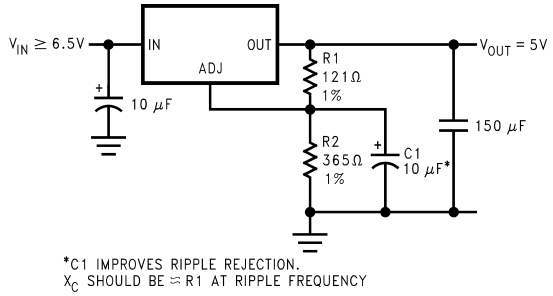 V_IN ≥ 6.5V
IN
OUT
ADJ
V_OUT = 5V
+
10 μF
R1
121Ω
1%
150 μF
R2
365Ω
1%
+
C1
10 μF*
*C1 IMPROVES RIPPLE REJECTION.
X_C SHOULD BE ≈ R1 AT RIPPLE FREQUENCY